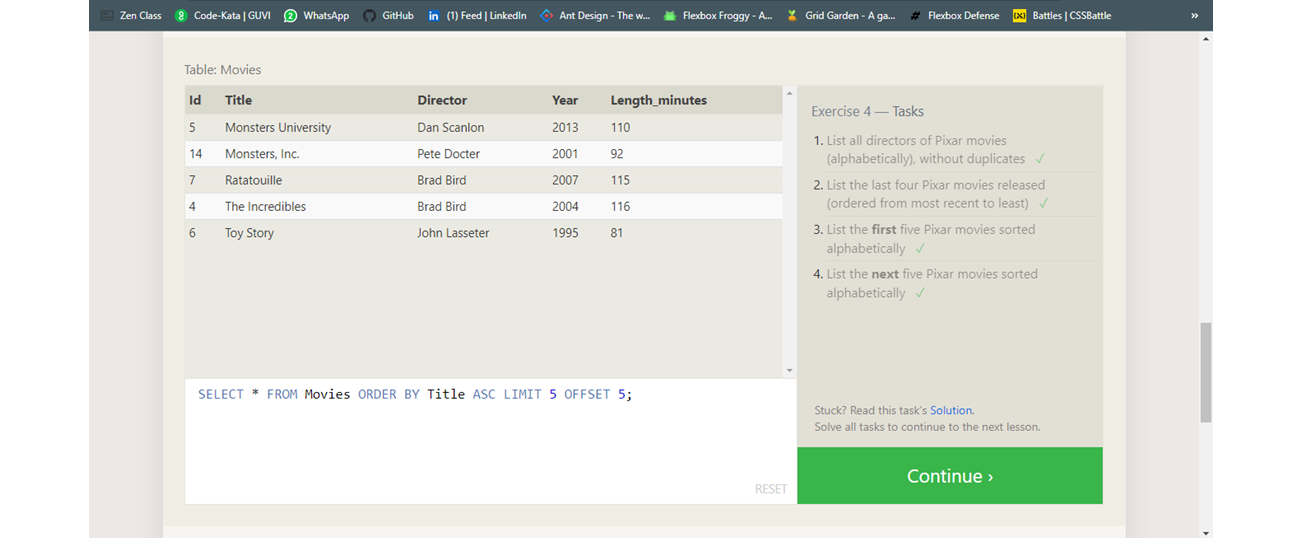 Zen Class Code-Kata | GUVI WhatsApp GitHub (1) Feed | LinkedIn Ant Design - The w... Flexbox Froggy - A... Grid Garden - A ga... Flexbox Defense Battles | CSSBattle »
Table: Movies
Id Title Director Year Length_minutes
5 Monsters University Dan Scanlon 2013 110
14 Monsters, Inc. Pete Docter 2001 92
7 Ratatouille Brad Bird 2007 115
4 The Incredibles Brad Bird 2004 116
6 Toy Story John Lasseter 1995 81
SELECT * FROM Movies ORDER BY Title ASC LIMIT 5 OFFSET 5;
RESET
Exercise 4 — Tasks
1. List all directors of Pixar movies
(alphabetically), without duplicates ✓
2. List the last four Pixar movies released
(ordered from most recent to least) ✓
3. List the first five Pixar movies sorted
alphabetically ✓
4. List the next five Pixar movies sorted
alphabetically ✓
Stuck? Read this task's Solution.
Solve all tasks to continue to the next lesson.
Continue ›